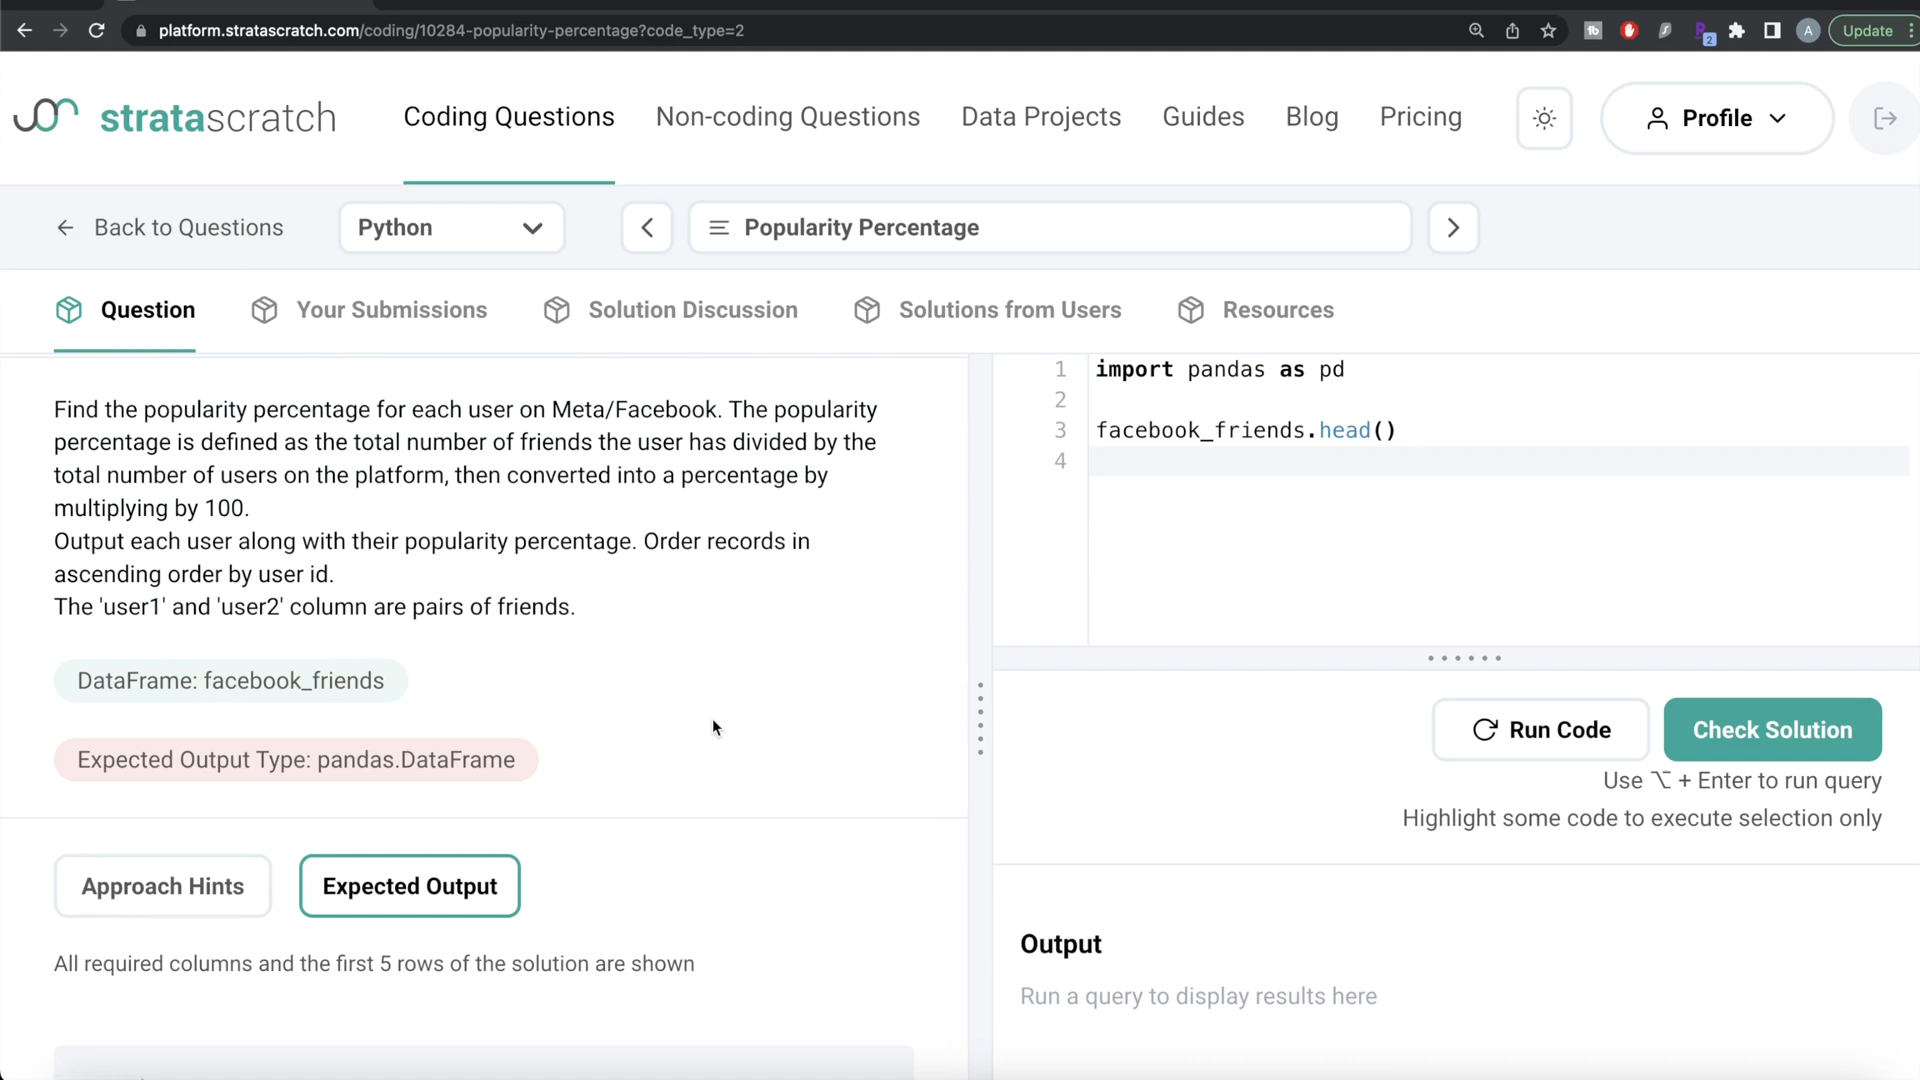 platform.stratascratch.com/coding/10284-popularity-percentage?code_type=2
tb
2
A
Update
stratascratch
Coding Questions
Non-coding Questions
Data Projects
Guides
Blog
Pricing
Profile
Back to Questions
Python
Popularity Percentage
Question
Your Submissions
Solution Discussion
Solutions from Users
Resources
Find the popularity percentage for each user on Meta/Facebook. The popularity
percentage is defined as the total number of friends the user has divided by the
total number of users on the platform, then converted into a percentage by
multiplying by 100.
Output each user along with their popularity percentage. Order records in
ascending order by user id.
The 'user1' and 'user2' column are pairs of friends.
DataFrame: facebook_friends
Expected Output Type: pandas.DataFrame
Approach Hints
Expected Output
All required columns and the first 5 rows of the solution are shown
1 import pandas as pd
2
3 facebook_friends.head()
4
Run Code
Check Solution
Use ⌥ + Enter to run query
Highlight some code to execute selection only
Output
Run a query to display results here